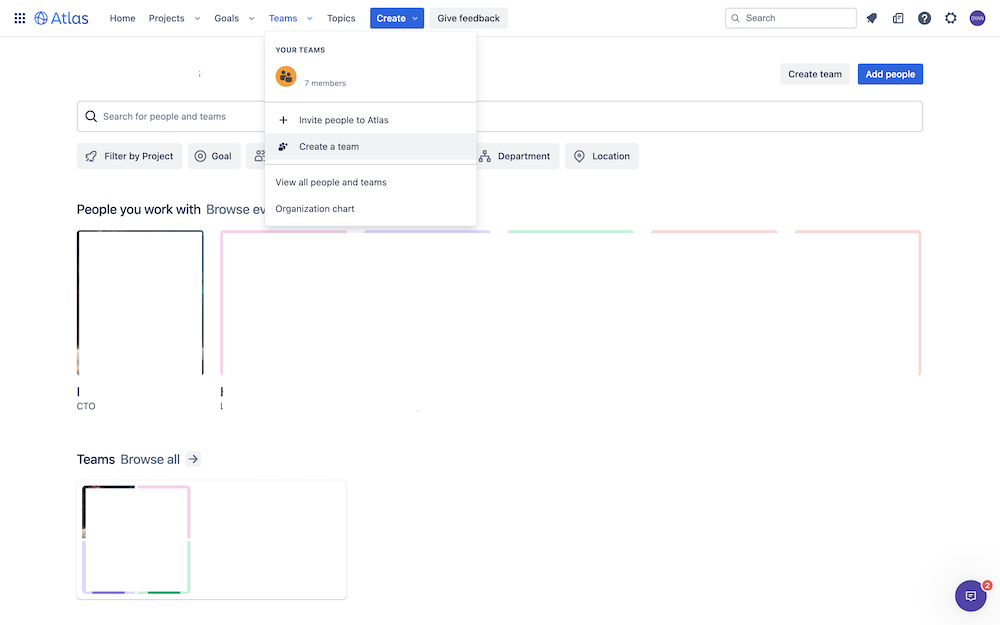 Atlas Home Projects Goals Teams Topics Create Give feedback Search DYAN
YOUR TEAMS
7 members
Create team Add people
Search for people and teams
Invite people to Atlas
Create a team
Filter by Project Goal Department Location
View all people and teams
Organization chart
People you work with Browse ev
CTO
Teams Browse all
2